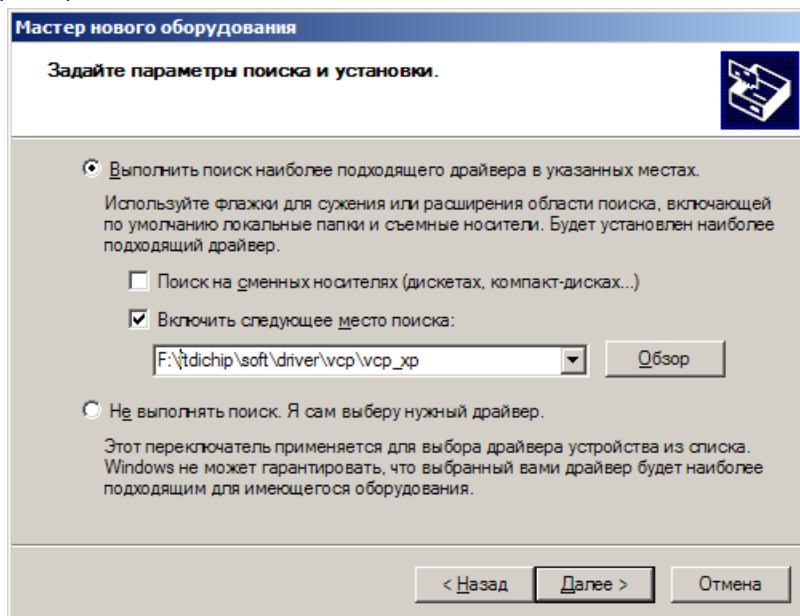 Мастер нового оборудования
Задайте параметры поиска и установки.
Выполнить поиск наиболее подходящего драйвера в указанных местах.
Используйте флажки для сужения или расширения области поиска, включающей
по умолчанию локальные папки и съемные носители. Будет установлен наиболее
подходящий драйвер.
Поиск на сменных носителях (дискетах, компакт-дисках...)
Включить следующее место поиска:
F:\ftdichip\soft\driver\vcp\vcp_xp
Обзор
Не выполнять поиск. Я сам выберу нужный драйвер.
Этот переключатель применяется для выбора драйвера устройства из списка.
Windows не может гарантировать, что выбранный вами драйвер будет наиболее
подходящим для имеющегося оборудования.
< Назад Далее > Отмена